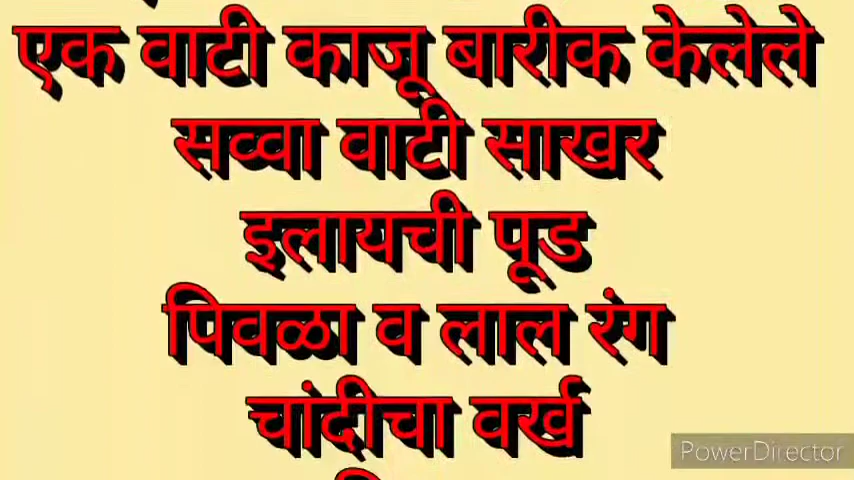 एक वाटी काजू बारीक केलेले
सव्वा वाटी साखर
इलायची पूड
पिवळा व लाल रंग
चांदीचा वर्ख
PowerDirector